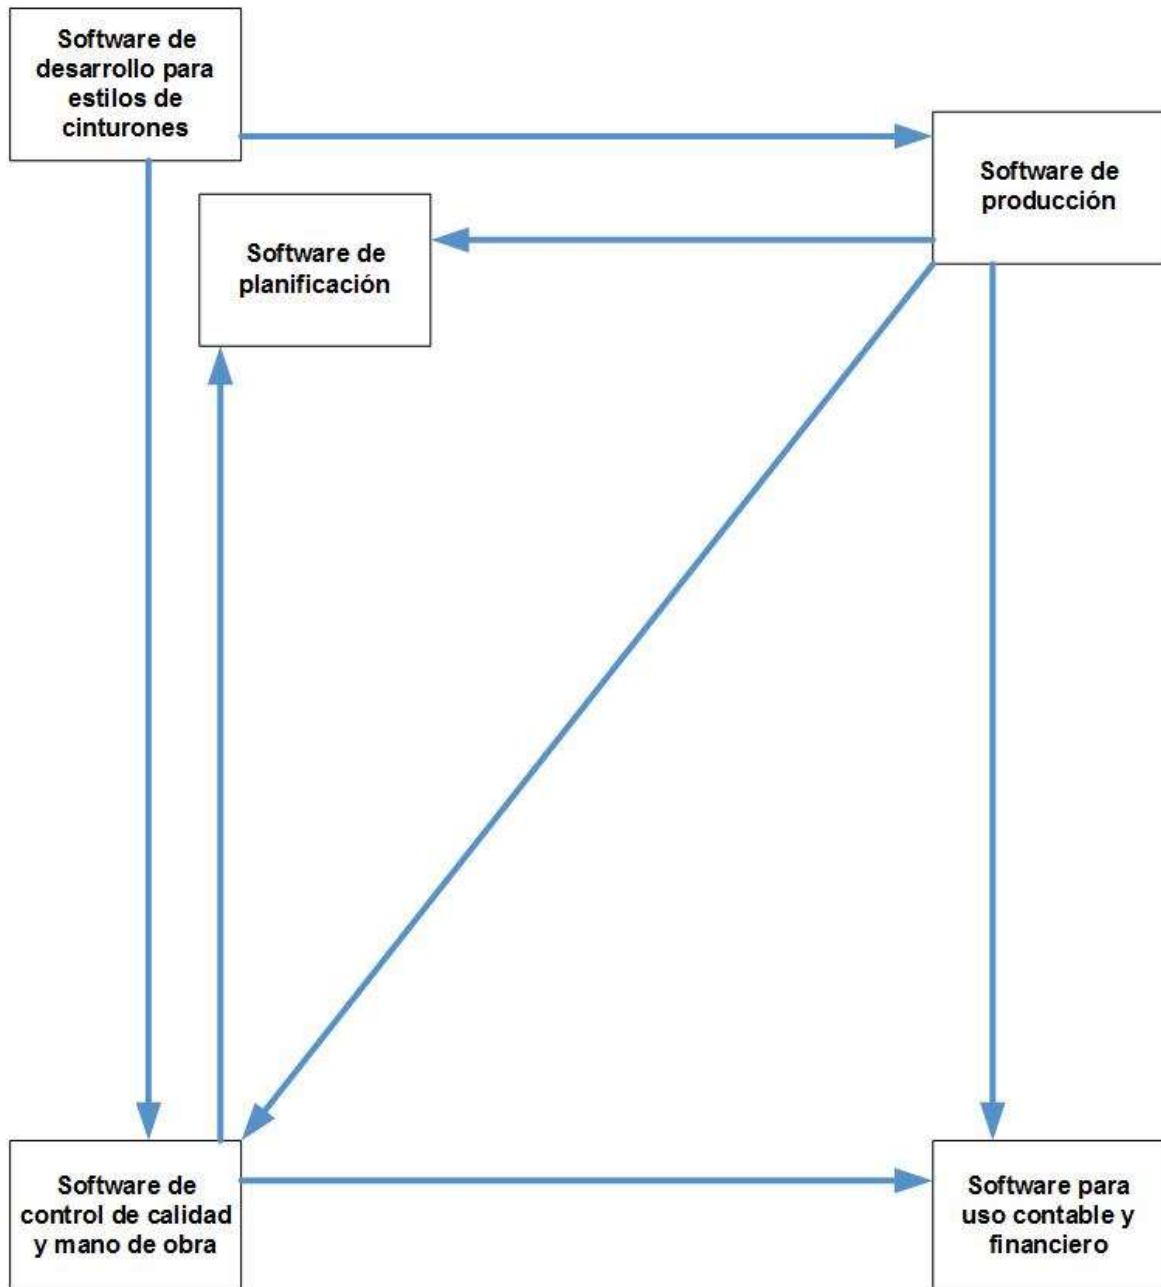 Software de
desarrollo para
estilos de
cinturones
Software de
producción
Software de
planificación
Software de
control de calidad
y mano de obra
Software para
uso contable y
financiero